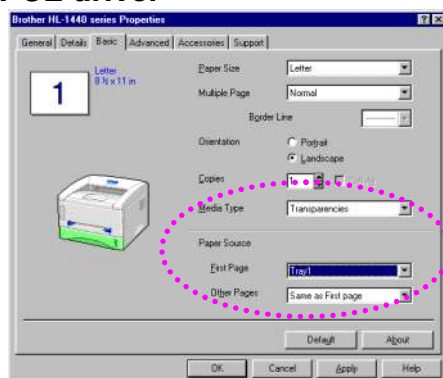 Brother HL-1440 series Properties
General Details Basic Advanced Accessories Support
1
Letter
8 ½ x 11 in
Paper Size Letter
Multiple Page Normal
Border Line
Orientation Portrait
Landscape
Copies 1
Media Type Transparencies
Paper Source
First Page Tray1
Other Pages Same as First page
Default About
OK Cancel Apply Help